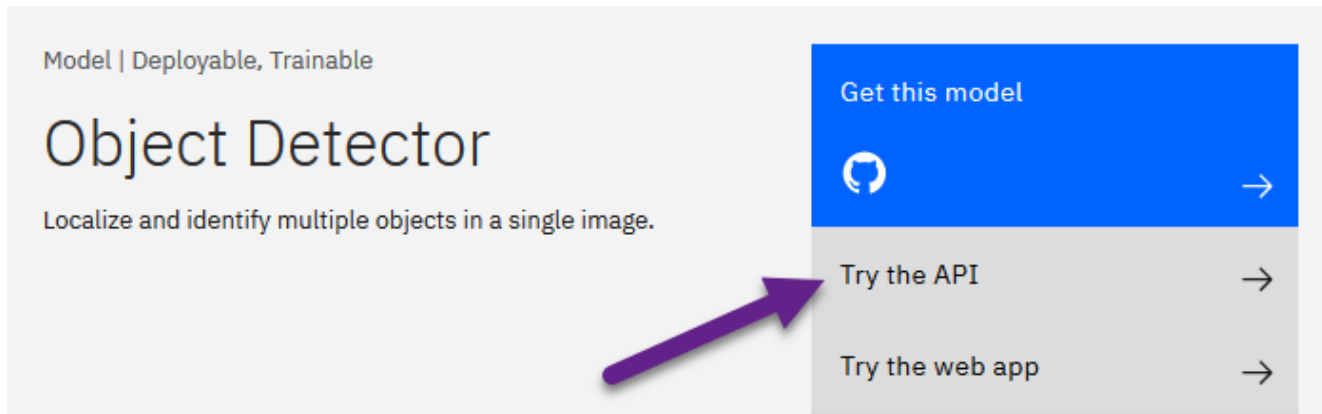 Model | Deployable, Trainable
Object Detector
Localize and identify multiple objects in a single image.
Get this model
Try the API
Try the web app